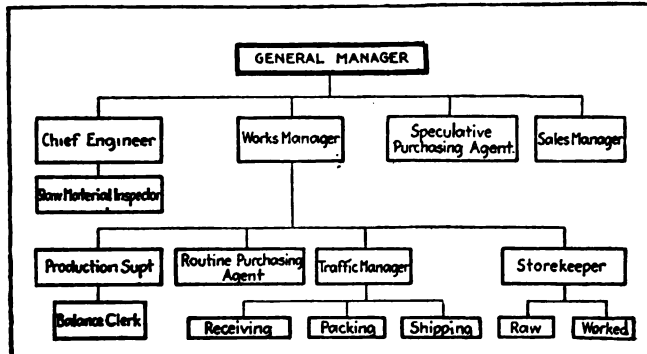 GENERAL MANAGER
Chief Engineer
Works Manager
Speculative
Purchasing Agent.
Sales Manager
Raw Material Inspector
Production Supt
Routine Purchasing
Agent
Traffic Manager
Storekeeper
Balance Clerk
Receiving
Packing
Shipping
Raw
Worked